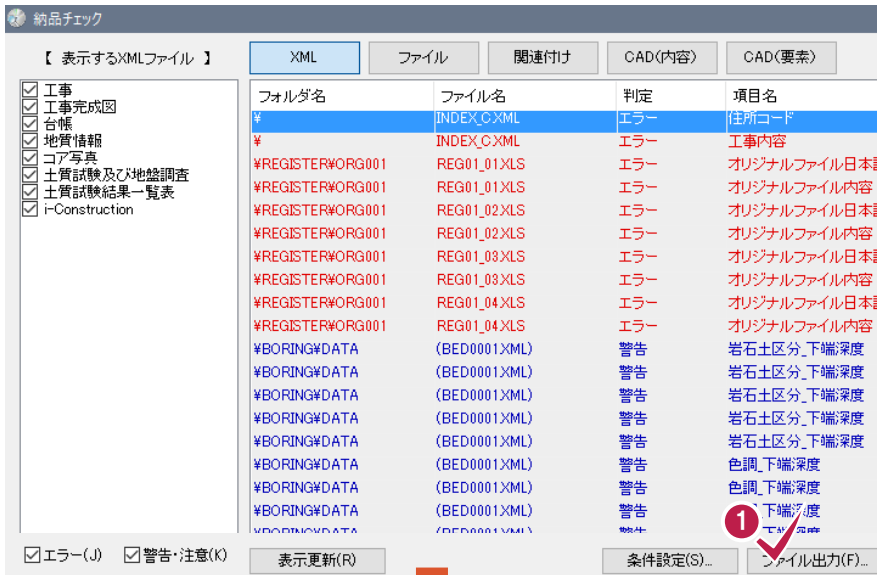 納品チェック
【 表示するXMLファイル 】
XML ファイル 関連付け CAD(内容) CAD(要素)
工事
工事完成図
台帳
地質情報
コア写真
土質試験及び地盤調査
土質試験結果一覧表
i-Construction
フォルダ名 ファイル名 判定 項目名
¥ INDEX_C.XML エラー 住所コード
¥ INDEX_C.XML エラー 工事内容
¥REGISTER¥ORG001 REG01_01.XLS エラー オリジナルファイル日本語
¥REGISTER¥ORG001 REG01_01.XLS エラー オリジナルファイル内容
¥REGISTER¥ORG001 REG01_02.XLS エラー オリジナルファイル日本語
¥REGISTER¥ORG001 REG01_02.XLS エラー オリジナルファイル内容
¥REGISTER¥ORG001 REG01_03.XLS エラー オリジナルファイル日本語
¥REGISTER¥ORG001 REG01_03.XLS エラー オリジナルファイル内容
¥REGISTER¥ORG001 REG01_04.XLS エラー オリジナルファイル日本語
¥REGISTER¥ORG001 REG01_04.XLS エラー オリジナルファイル内容
¥BORING¥DATA (BED0001.XML) 警告 岩石土区分_下端深度
¥BORING¥DATA (BED0001.XML) 警告 岩石土区分_下端深度
¥BORING¥DATA (BED0001.XML) 警告 岩石土区分_下端深度
¥BORING¥DATA (BED0001.XML) 警告 岩石土区分_下端深度
¥BORING¥DATA (BED0001.XML) 警告 岩石土区分_下端深度
¥BORING¥DATA (BED0001.XML) 警告 色調_下端深度
¥BORING¥DATA (BED0001.XML) 警告 色調_下端深度
¥BORING¥DATA (BED0001.XML) 警告 _下端深度
¥BORING¥DATA (BED0001.XML) 警告 下端深度
1
エラー(J) 警告・注意(K) 表示更新(R) 条件設定(S)... ファイル出力(F)...